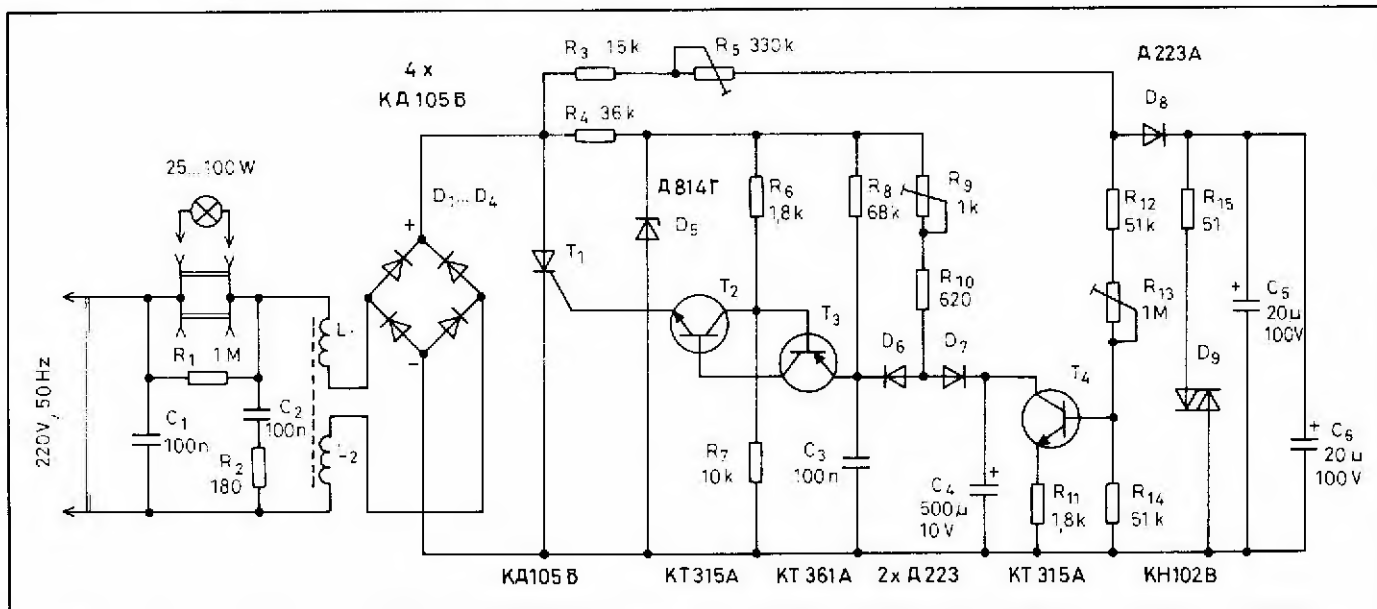 R3 15k
R5 330k
Д223А
4 x
КД105В
R4 36k
D8
25...100W
D1...D4
Д814Г
R6
1,8k
R8
68k
R9
1k
R12
51k
R15
51
+
D5
T1
T2
T3
R10
620
R13
1M
C5
20μ
100V
+
L1
D6
D7
T4
D9
R1 1M
220V, 50Hz
C1
100n
C2
100n
R2
180
L2
-
R7
10k
C3
100n
C4
500μ
10V
+
R11
1,8k
R14
51k
C6
20μ
100V
+
КД105В
КТ315А
КТ361А
2x Д223
КТ315А
КН102В